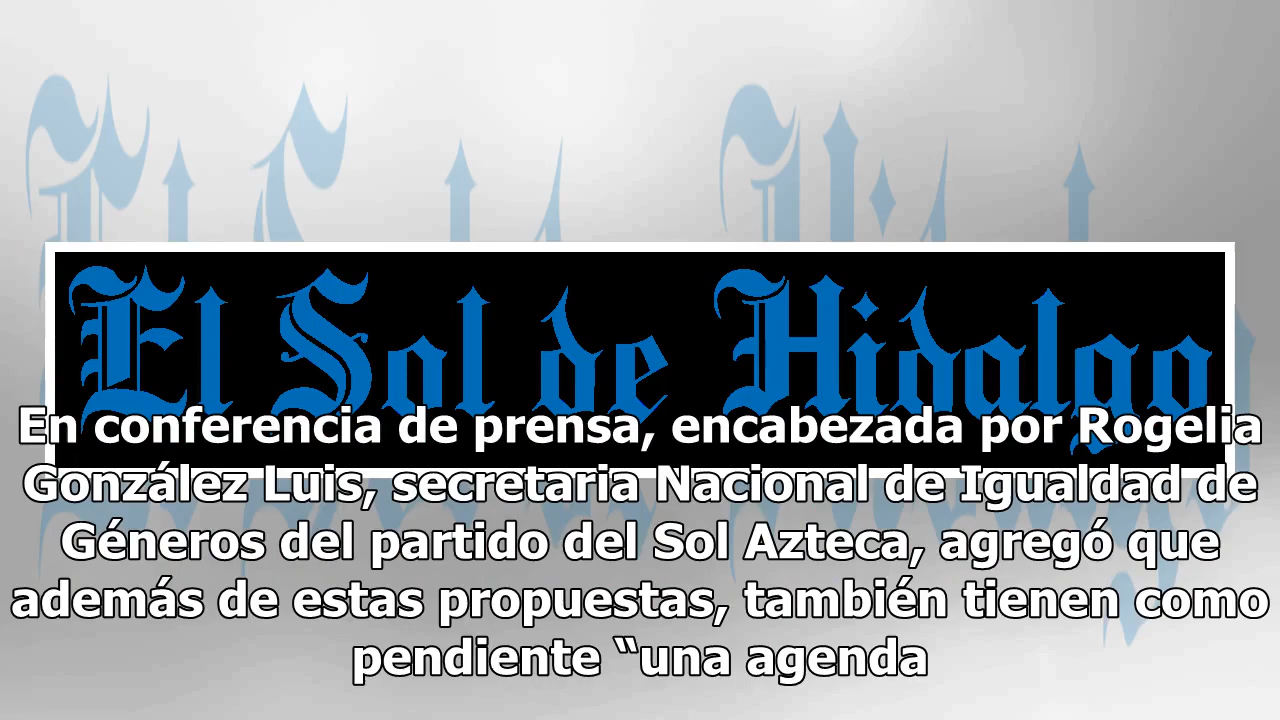 El Sol de Hidalgo
En conferencia de prensa, encabezada por Rogelia
González Luis, secretaria Nacional de Igualdad de
Géneros del partido del Sol Azteca, agregó que
además de estas propuestas, también tienen como
pendiente “una agenda